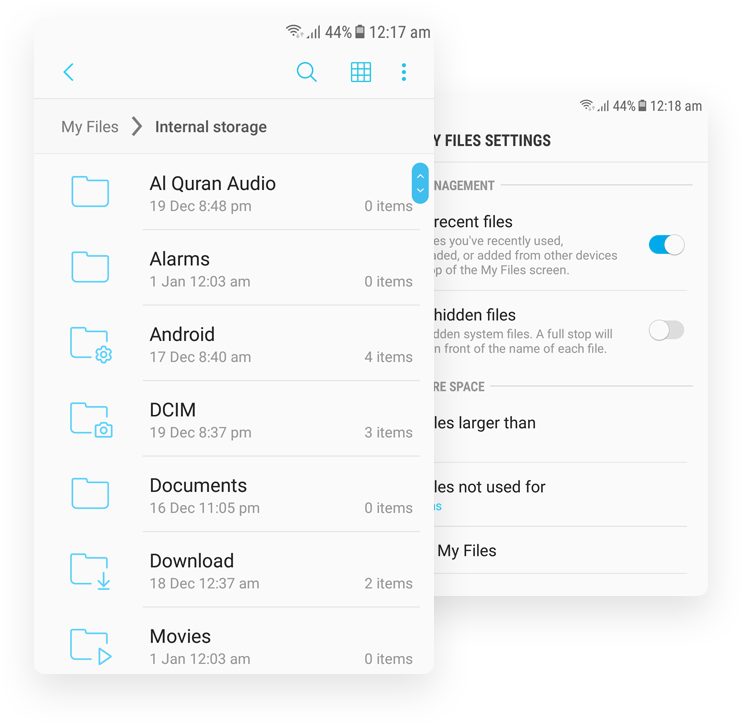 44% 12:17 am
My Files Internal storage
Al Quran Audio
19 Dec 8:48 pm 0 items
Alarms
1 Jan 12:03 am 0 items
Android
17 Dec 8:40 am 4 items
DCIM
19 Dec 8:37 pm 3 items
Documents
16 Dec 11:05 pm 0 items
Download
18 Dec 12:37 am 2 items
Movies
1 Jan 12:03 am 0 items
44% 12:18 am
Y FILES SETTINGS
NAGEMENT
recent files
es you've recently used,
aded, or added from other devices
op of the My Files screen.
hidden files
dden system files. A full stop will
n front of the name of each file.
RE SPACE
les larger than
les not used for
s
My Files